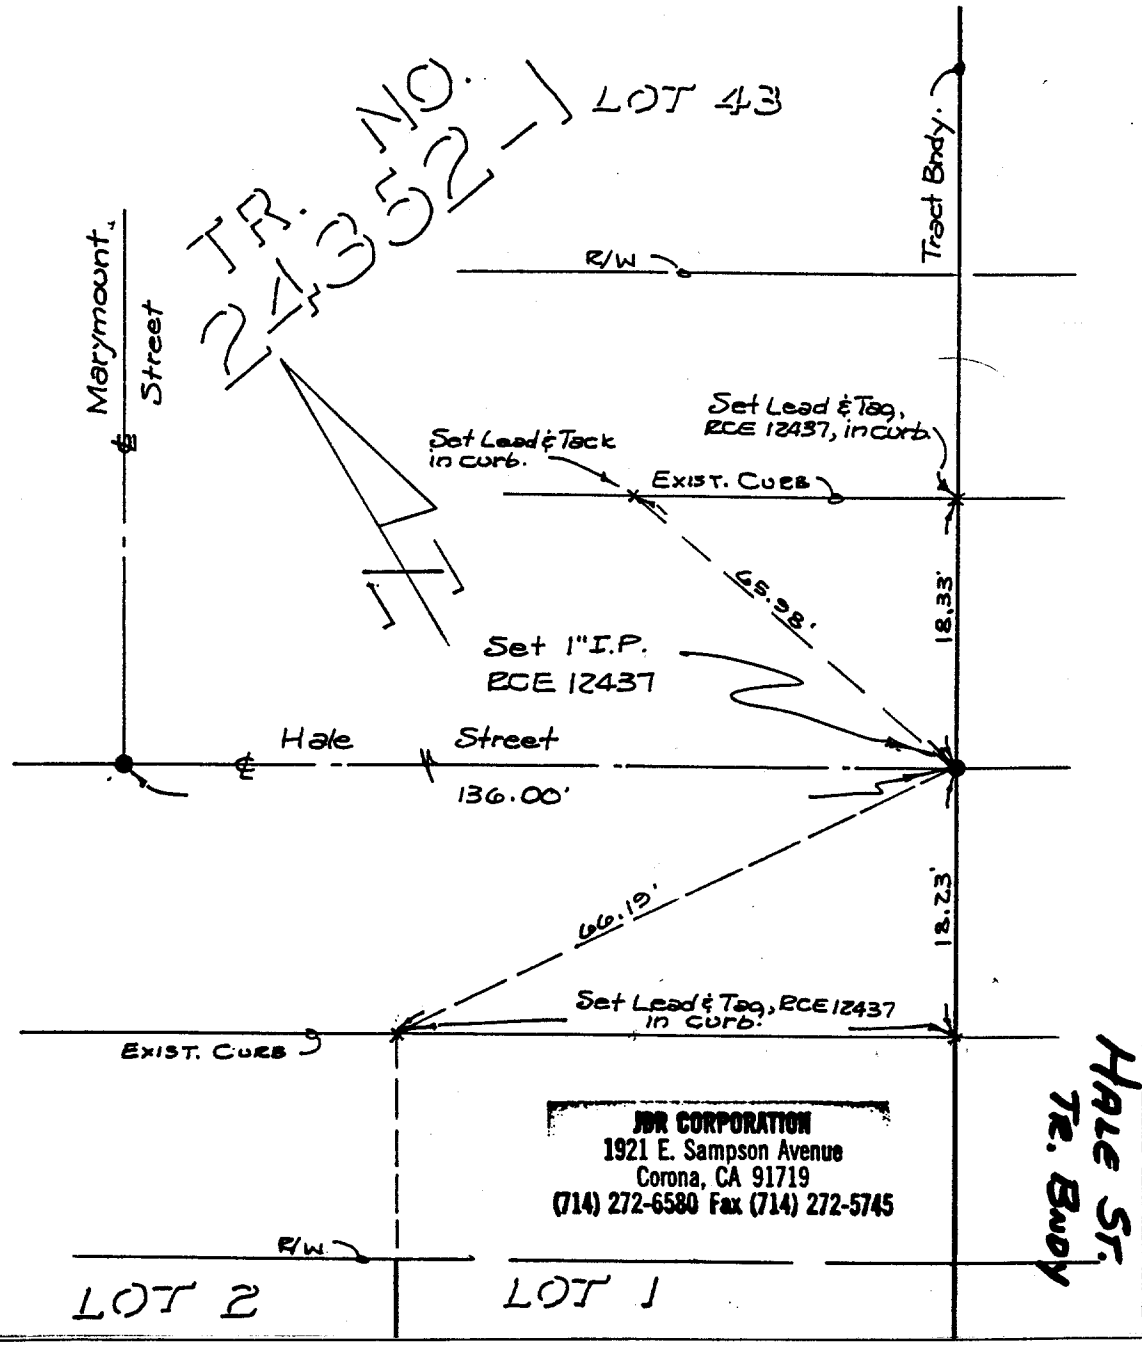 TR. NO.
24352-1
LOT 43
Tract Bndy.
R/W
Marymount
Street
℄
Set Lead & Tag,
RCE 12437, in curb.
Set Lead & Tack
in curb.
EXIST. CURB
65.98'
18.33'
Set 1" I.P.
RCE 12437
℄ Hale Street
136.00'
66.19'
18.23'
Set Lead & Tag, RCE 12437
in curb.
EXIST. CURB
JDR CORPORATION
1921 E. Sampson Avenue
Corona, CA 91719
(714) 272-6580 Fax (714) 272-5745
HALE ST.
TR. BNDY
R/W
LOT 2
LOT 1